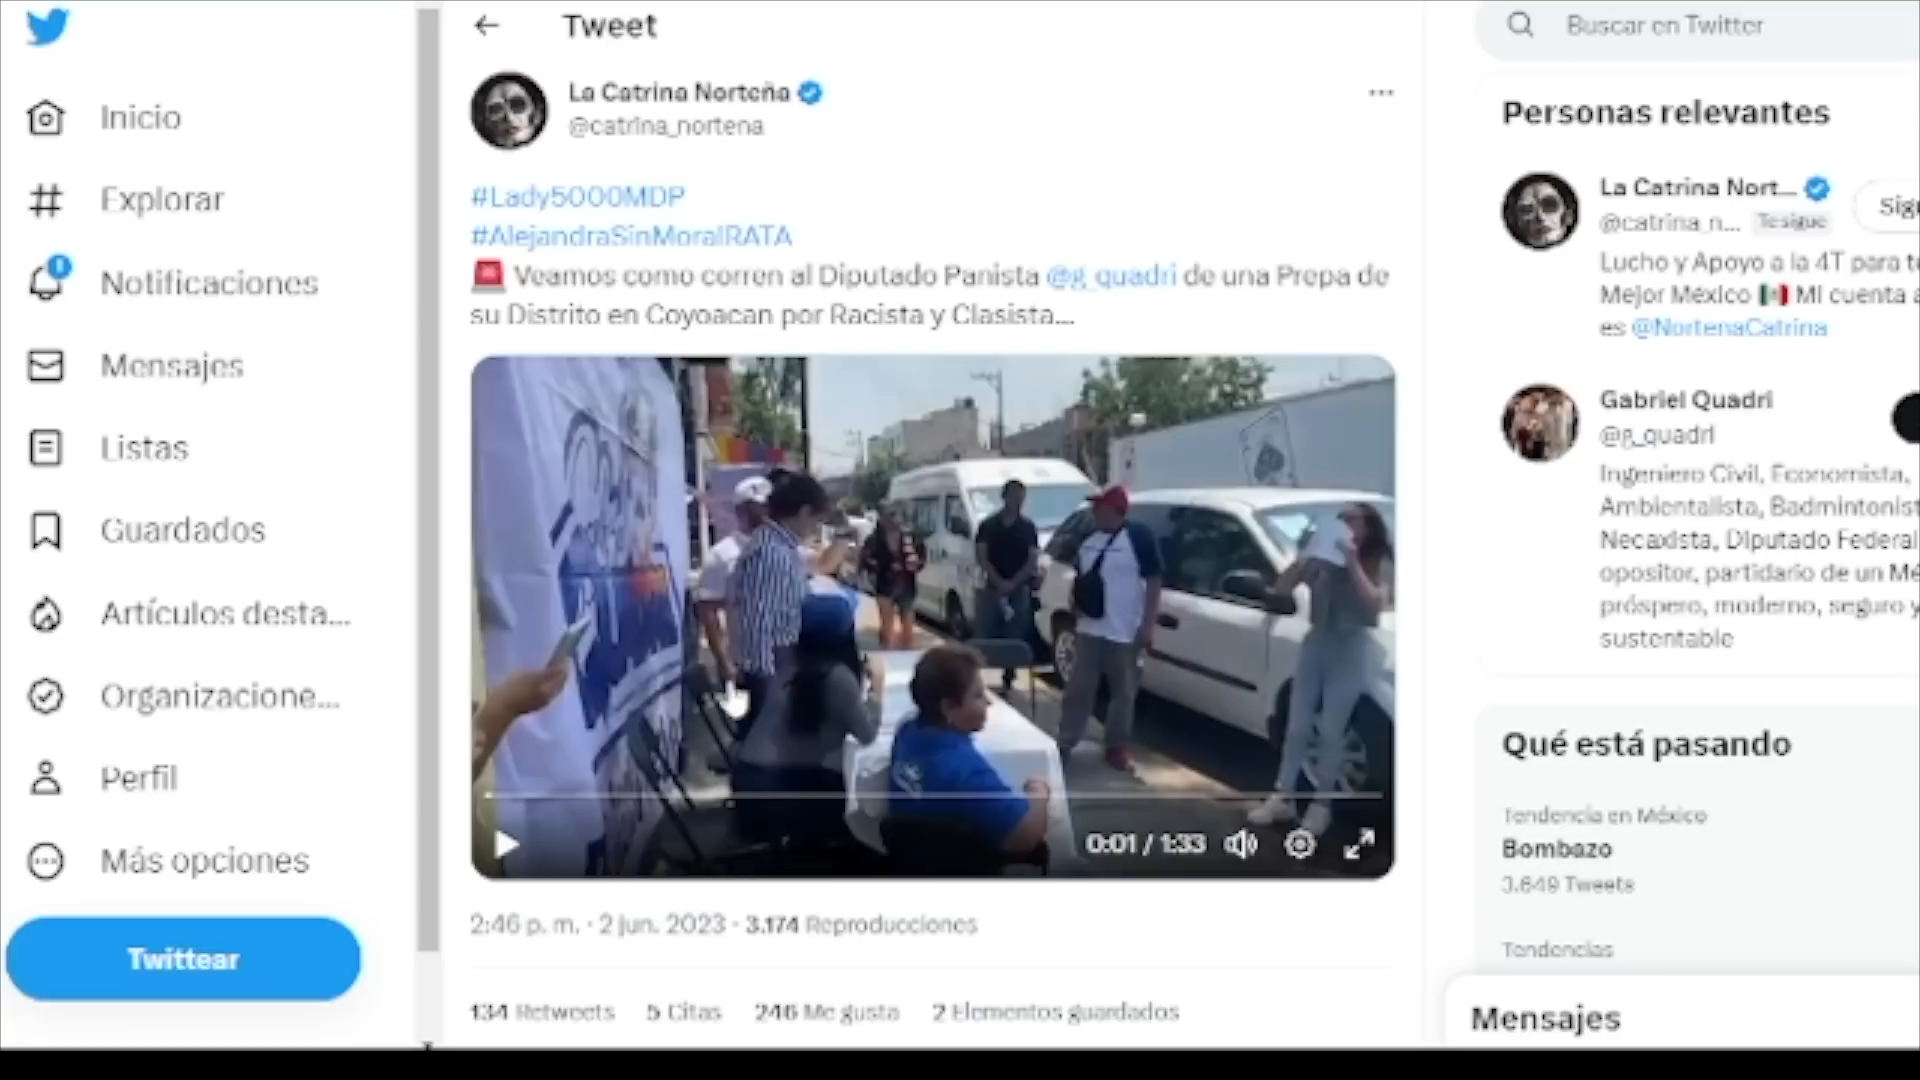 Inicio
Explorar
Notificaciones
Mensajes
Listas
Guardados
Artículos desta...
Organizacione...
Perfil
Más opciones
Twittear
Tweet
La Catrina Norteña
@catrina_nortena
#Lady5000MDP
#AlejandraSinMoralRATA
Veamos como corren al Diputado Panista @g_quadri de una Prepa de
su Distrito en Coyoacan por Racista y Clasista...
0:01 / 1:33
2:46 p. m. · 2 jun. 2023 · 3.174 Reproducciones
134 Retweets 5 Citas 246 Me gusta 2 Elementos guardados
Buscar en Twitter
Personas relevantes
La Catrina Nort...
@catrina_n... Te sigue
Lucho y Apoyo a la 4T para
Mejor México Mi cuenta
es @NortenaCatrina
Gabriel Quadri
@g_quadri
Ingeniero Civil, Economista,
Ambientalista, Badmintonist
Necaxista, Diputado Federal
opositor, partidario de un Mé
próspero, moderno, seguro y
sustentable
Qué está pasando
Tendencia en México
Bombazo
3.649 Tweets
Tendencias
Mensajes